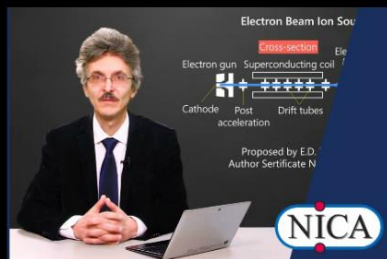 Electron Beam Ion Sou
Cross-section
Electron gun Superconducting coil
Cathode Post acceleration Drift tubes
Proposed by E.D.
Author Sertificate N
NICA